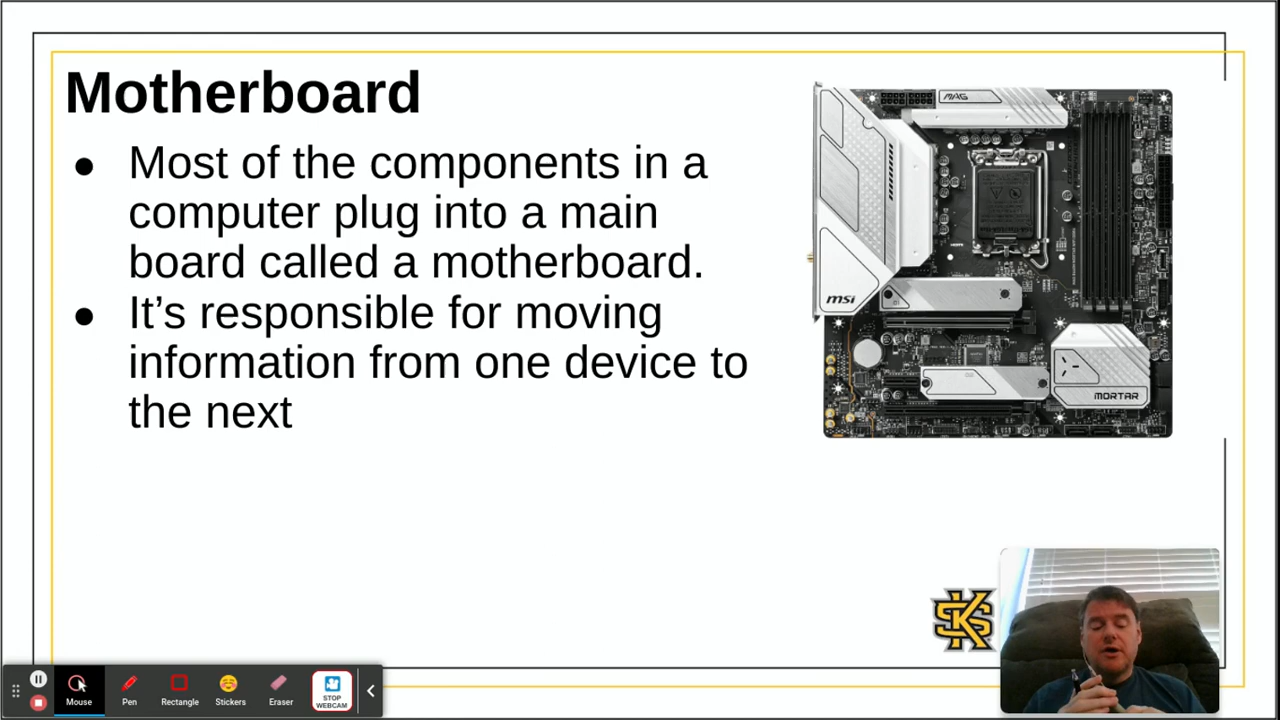 Motherboard
● Most of the components in a
computer plug into a main
board called a motherboard.
● It’s responsible for moving
information from one device to
the next
MAG
msi
MORTAR
KS
Mouse
Pen
Rectangle
Stickers
Eraser
STOP
WEBCAM